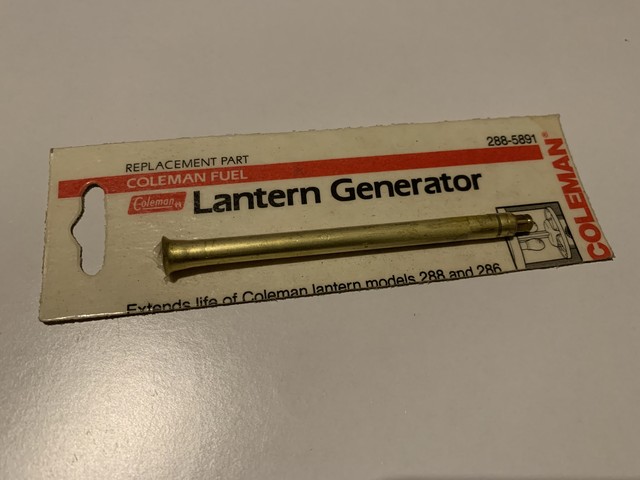 288-5891
REPLACEMENT PART
COLEMAN FUEL
Coleman
Lantern Generator
COLEMAN®
Extends life of Coleman lantern models 288 and 286